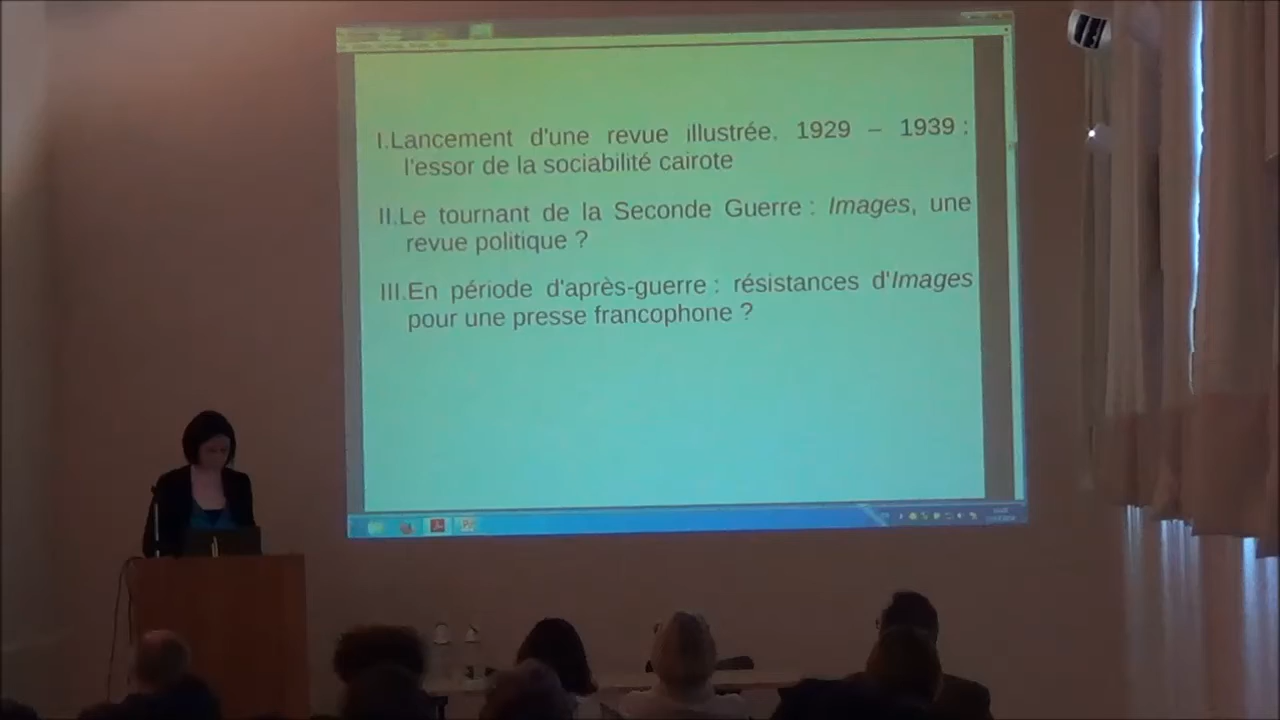 I.Lancement d'une revue illustrée. 1929 – 1939 :
l'essor de la sociabilité cairote
II.Le tournant de la Seconde Guerre : Images, une
revue politique ?
III.En période d'après-guerre : résistances d'Images
pour une presse francophone ?